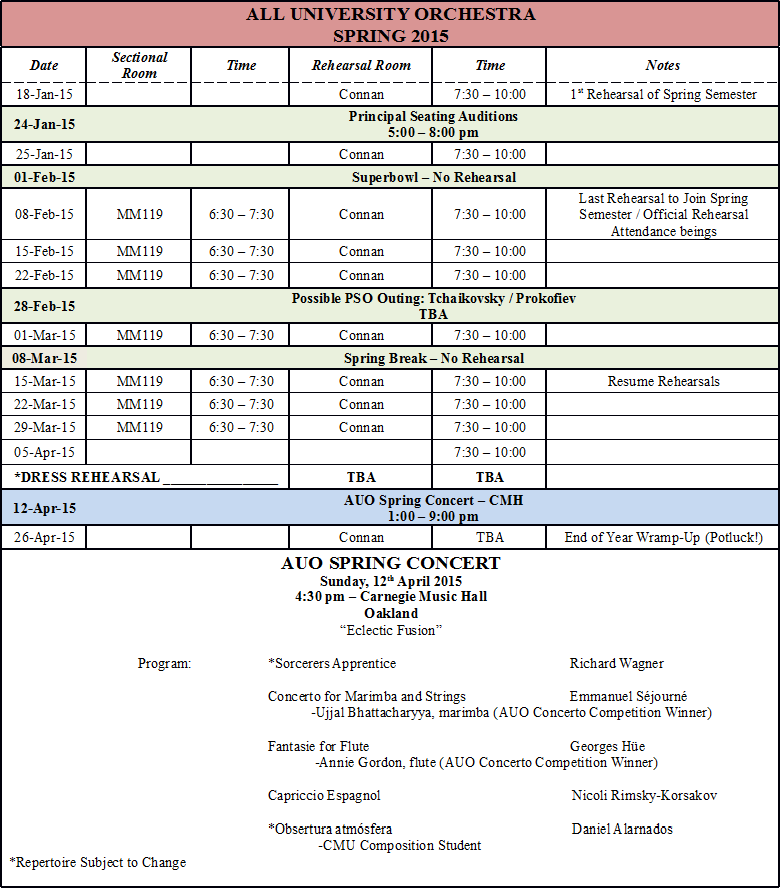 ALL UNIVERSITY ORCHESTRA
SPRING 2015
Date Sectional Room Time Rehearsal Room Time Notes
18-Jan-15 Connan 7:30 – 10:00 1st Rehearsal of Spring Semester
24-Jan-15 Principal Seating Auditions
5:00 – 8:00 pm
25-Jan-15 Connan 7:30 – 10:00
01-Feb-15 Superbowl – No Rehearsal
08-Feb-15 MM119 6:30 – 7:30 Connan 7:30 – 10:00 Last Rehearsal to Join Spring
Semester / Official Rehearsal
Attendance beings
15-Feb-15 MM119 6:30 – 7:30 Connan 7:30 – 10:00
22-Feb-15 MM119 6:30 – 7:30 Connan 7:30 – 10:00
28-Feb-15 Possible PSO Outing: Tchaikovsky / Prokofiev
TBA
01-Mar-15 MM119 6:30 – 7:30 Connan 7:30 – 10:00
08-Mar-15 Spring Break – No Rehearsal
15-Mar-15 MM119 6:30 – 7:30 Connan 7:30 – 10:00 Resume Rehearsals
22-Mar-15 MM119 6:30 – 7:30 Connan 7:30 – 10:00
29-Mar-15 MM119 6:30 – 7:30 Connan 7:30 – 10:00
05-Apr-15 7:30 – 10:00
*DRESS REHEARSAL ________________ TBA TBA
12-Apr-15 AUO Spring Concert – CMH
1:00 – 9:00 pm
26-Apr-15 Connan TBA End of Year Wramp-Up (Potluck!)
AUO SPRING CONCERT
Sunday, 12th April 2015
4:30 pm – Carnegie Music Hall
Oakland
“Eclectic Fusion”
Program: *Sorcerers Apprentice Richard Wagner
Concerto for Marimba and Strings Emmanuel Séjourné
-Ujjal Bhattacharyya, marimba (AUO Concerto Competition Winner)
Fantasie for Flute Georges Hüe
-Annie Gordon, flute (AUO Concerto Competition Winner)
Capriccio Espagnol Nicoli Rimsky-Korsakov
*Obsertura atmósfera Daniel Alarnados
-CMU Composition Student
*Repertoire Subject to Change